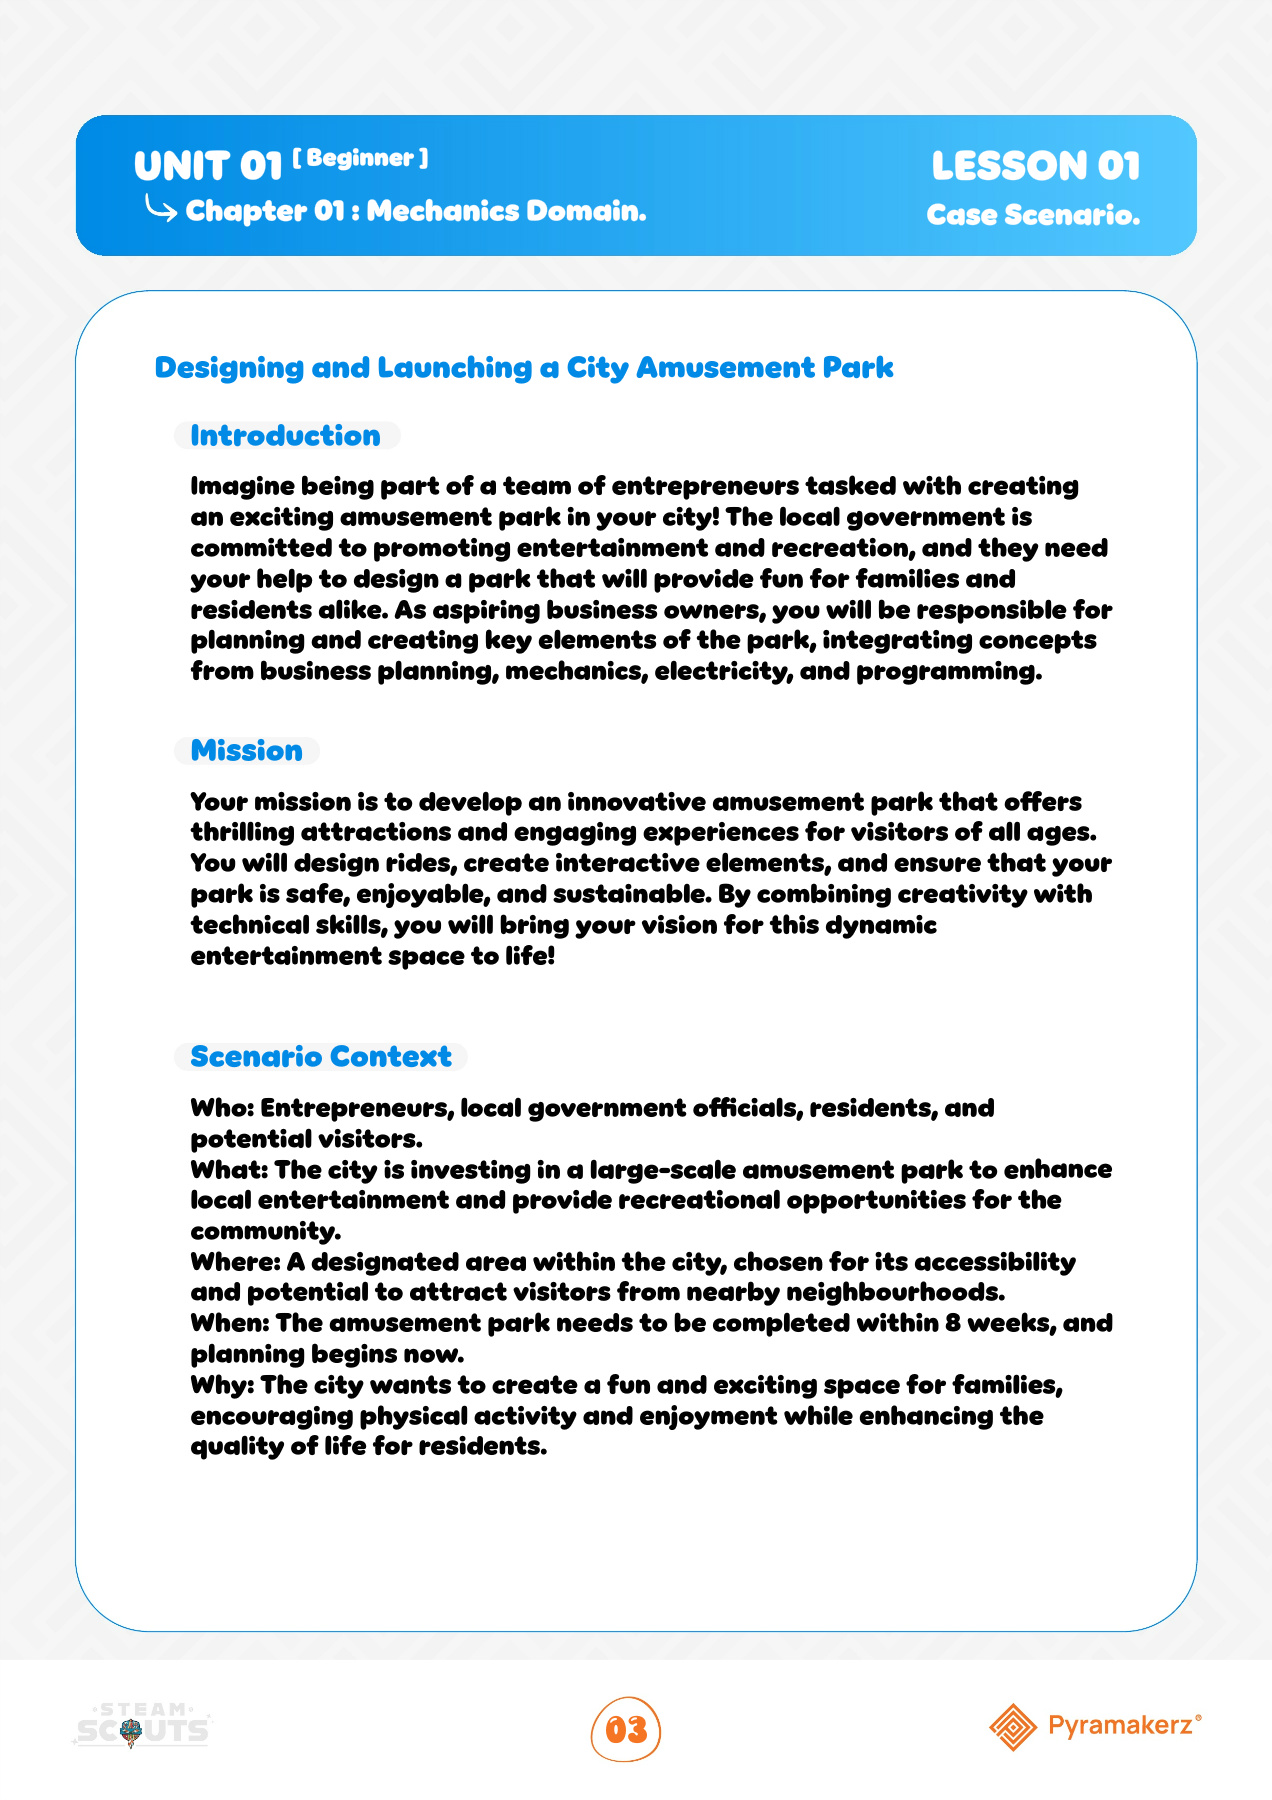 UNIT 01 [ Beginner ]
Chapter 01 : Mechanics Domain.
LESSON 01
Case Scenario.
Designing and Launching a City Amusement Park
Introduction
Imagine being part of a team of entrepreneurs tasked with creating
an exciting amusement park in your city! The local government is
committed to promoting entertainment and recreation, and they need
your help to design a park that will provide fun for families and
residents alike. As aspiring business owners, you will be responsible for
planning and creating key elements of the park, integrating concepts
from business planning, mechanics, electricity, and programming.
Mission
Your mission is to develop an innovative amusement park that offers
thrilling attractions and engaging experiences for visitors of all ages.
You will design rides, create interactive elements, and ensure that your
park is safe, enjoyable, and sustainable. By combining creativity with
technical skills, you will bring your vision for this dynamic
entertainment space to life!
Scenario Context
Who: Entrepreneurs, local government officials, residents, and
potential visitors.
What: The city is investing in a large-scale amusement park to enhance
local entertainment and provide recreational opportunities for the
community.
Where: A designated area within the city, chosen for its accessibility
and potential to attract visitors from nearby neighbourhoods.
When: The amusement park needs to be completed within 8 weeks, and
planning begins now.
Why: The city wants to create a fun and exciting space for families,
encouraging physical activity and enjoyment while enhancing the
quality of life for residents.
STEAM
SCOUTS
03
Pyramakerz®